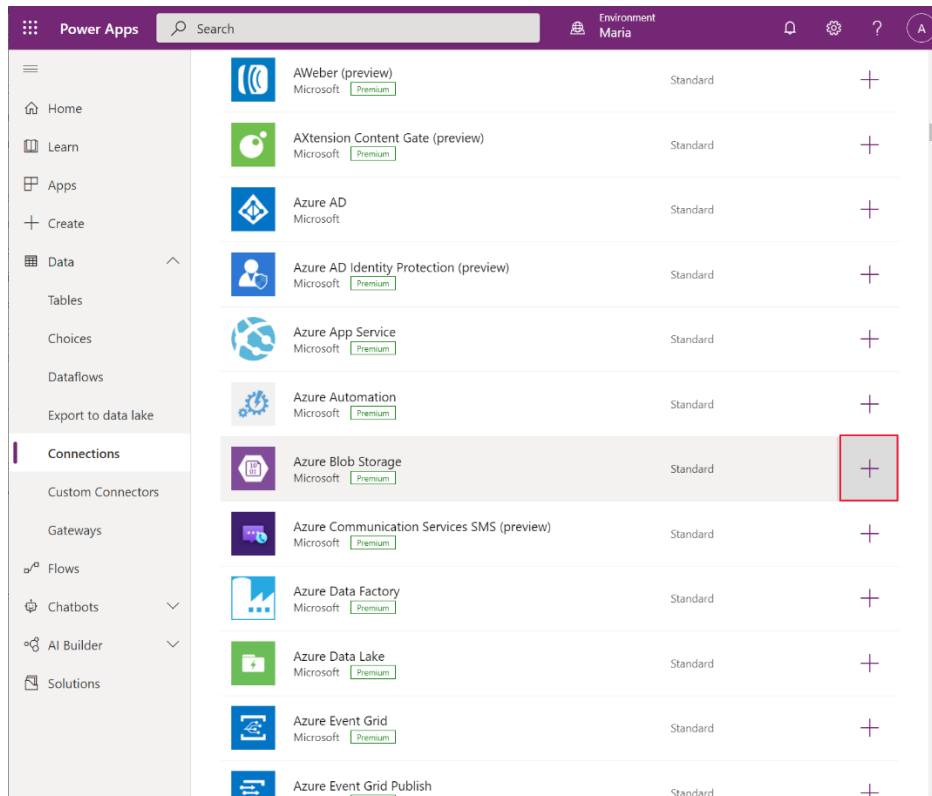 Power Apps
Search
Environment
Maria
A
Home
Learn
Apps
Create
Data
Tables
Choices
Dataflows
Export to data lake
Connections
Custom Connectors
Gateways
Flows
Chatbots
AI Builder
Solutions
AWeber (preview)
Microsoft Premium
Standard
AXtension Content Gate (preview)
Microsoft Premium
Standard
Azure AD
Microsoft
Standard
Azure AD Identity Protection (preview)
Microsoft Premium
Standard
Azure App Service
Microsoft Premium
Standard
Azure Automation
Microsoft Premium
Standard
Azure Blob Storage
Microsoft Premium
Standard
Azure Communication Services SMS (preview)
Microsoft Premium
Standard
Azure Data Factory
Microsoft Premium
Standard
Azure Data Lake
Microsoft Premium
Standard
Azure Event Grid
Microsoft Premium
Standard
Azure Event Grid Publish
Standard